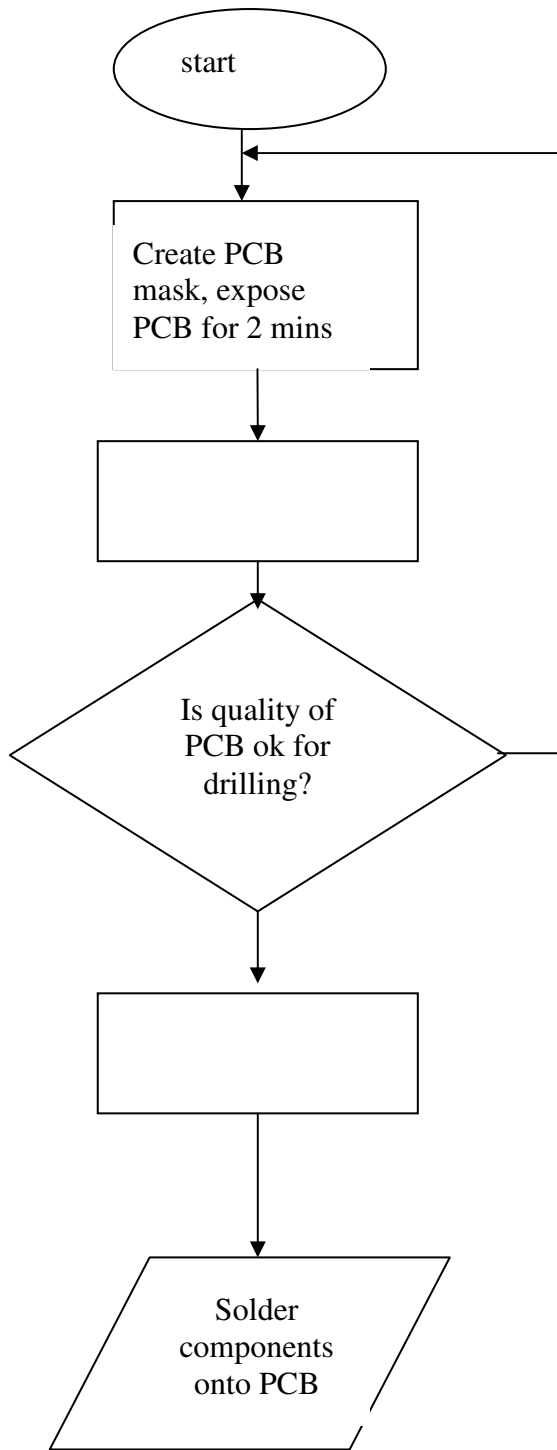 start
Create PCB
mask, expose
PCB for 2 mins
Is quality of
PCB ok for
drilling?
Solder
components
onto PCB